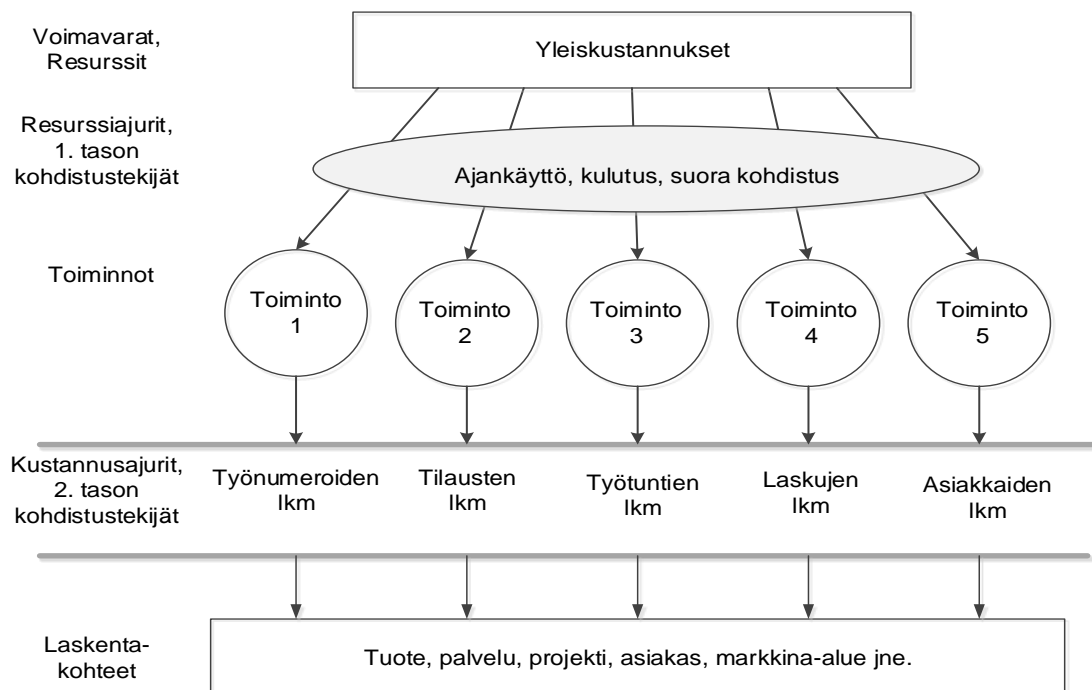 Voimavarat,
Resurssit
Yleiskustannukset
Resurssiajurit,
1. tason
kohdistustekijät
Ajankäyttö, kulutus, suora kohdistus
Toiminnot
Toiminto
1
Toiminto
2
Toiminto
3
Toiminto
4
Toiminto
5
Kustannusajurit,
2. tason
kohdistustekijät
Työnumeroiden
lkm
Tilausten
lkm
Työtuntien
lkm
Laskujen
lkm
Asiakkaiden
lkm
Laskenta-
kohteet
Tuote, palvelu, projekti, asiakas, markkina-alue jne.